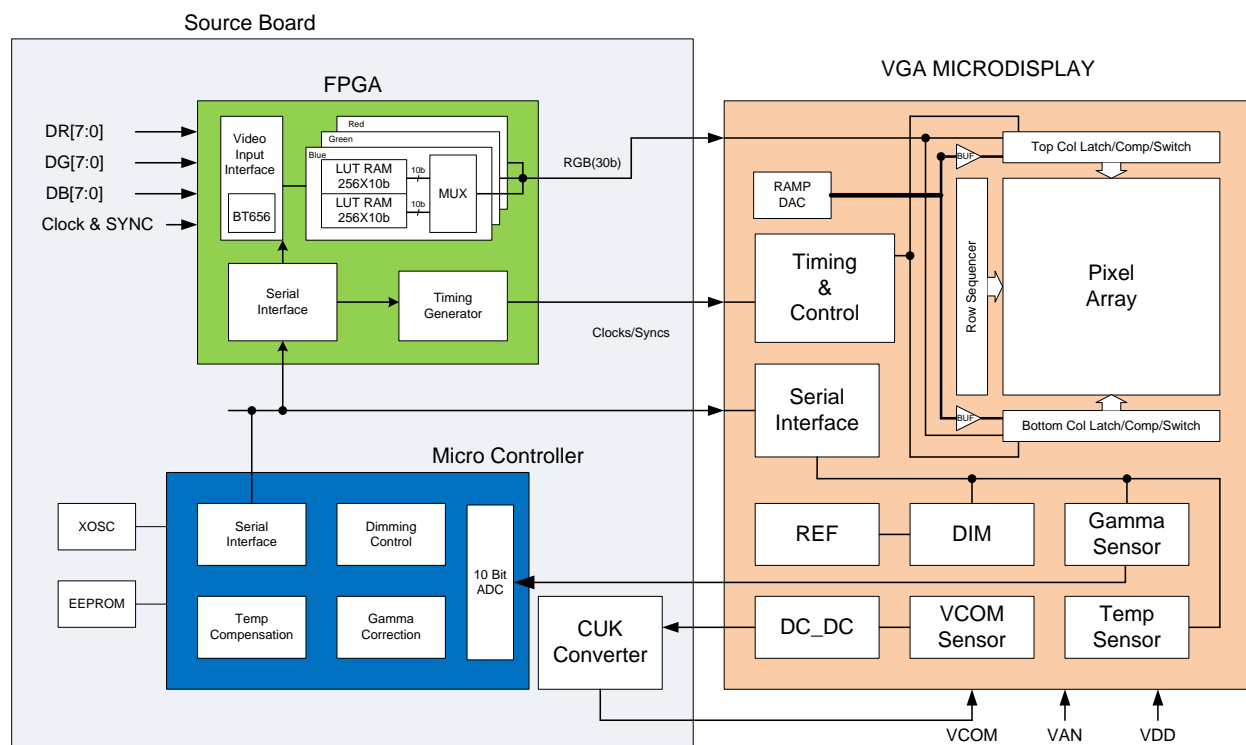 Source Board
FPGA
VGA MICRODISPLAY
DR[7:0]
DG[7:0]
DB[7:0]
Clock & SYNC
Video
Input
Interface
BT656
Red
Green
Blue
LUT RAM
256X10b
10b
LUT RAM
256X10b
10b
MUX
RGB(30b)
Serial
Interface
Timing
Generator
Clocks/Syncs
BUF
Top Col Latch/Comp/Switch
RAMP
DAC
Timing
&
Control
Row Sequencer
Pixel
Array
Serial
Interface
BUF
Bottom Col Latch/Comp/Switch
Micro Controller
XOSC
EEPROM
Serial
Interface
Dimming
Control
10 Bit
ADC
Temp
Compensation
Gamma
Correction
CUK
Converter
REF
DIM
Gamma
Sensor
DC_DC
VCOM
Sensor
Temp
Sensor
VCOM
VAN
VDD